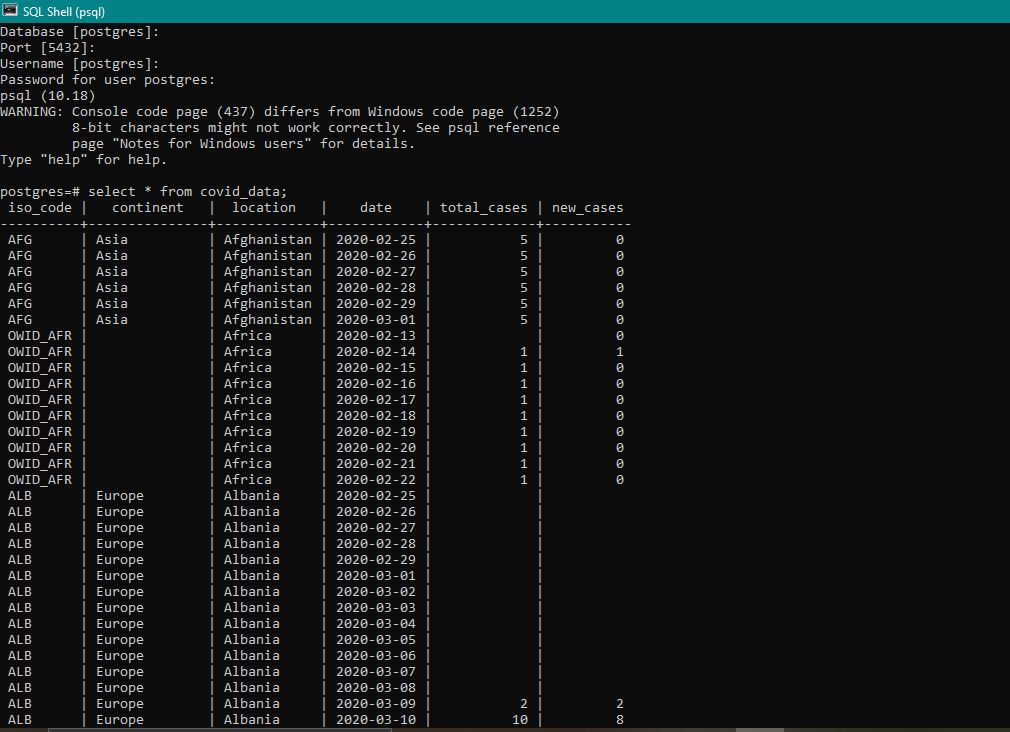 SQL Shell (psql)
Database [postgres]:
Port [5432]:
Username [postgres]:
Password for user postgres:
psql (10.18)
WARNING: Console code page (437) differs from Windows code page (1252)
         8-bit characters might not work correctly. See psql reference
         page "Notes for Windows users" for details.
Type "help" for help.

postgres=# select * from covid_data;
 iso_code |   continent   |  location   |    date    | total_cases | new_cases
----------+---------------+-------------+------------+-------------+-----------
 AFG      | Asia          | Afghanistan | 2020-02-25 |           5 |         0
 AFG      | Asia          | Afghanistan | 2020-02-26 |           5 |         0
 AFG      | Asia          | Afghanistan | 2020-02-27 |           5 |         0
 AFG      | Asia          | Afghanistan | 2020-02-28 |           5 |         0
 AFG      | Asia          | Afghanistan | 2020-02-29 |           5 |         0
 AFG      | Asia          | Afghanistan | 2020-03-01 |           5 |         0
 OWID_AFR |               | Africa      | 2020-02-13 |             |         0
 OWID_AFR |               | Africa      | 2020-02-14 |           1 |         1
 OWID_AFR |               | Africa      | 2020-02-15 |           1 |         0
 OWID_AFR |               | Africa      | 2020-02-16 |           1 |         0
 OWID_AFR |               | Africa      | 2020-02-17 |           1 |         0
 OWID_AFR |               | Africa      | 2020-02-18 |           1 |         0
 OWID_AFR |               | Africa      | 2020-02-19 |           1 |         0
 OWID_AFR |               | Africa      | 2020-02-20 |           1 |         0
 OWID_AFR |               | Africa      | 2020-02-21 |           1 |         0
 OWID_AFR |               | Africa      | 2020-02-22 |           1 |         0
 ALB      | Europe        | Albania     | 2020-02-25 |             |
 ALB      | Europe        | Albania     | 2020-02-26 |             |
 ALB      | Europe        | Albania     | 2020-02-27 |             |
 ALB      | Europe        | Albania     | 2020-02-28 |             |
 ALB      | Europe        | Albania     | 2020-02-29 |             |
 ALB      | Europe        | Albania     | 2020-03-01 |             |
 ALB      | Europe        | Albania     | 2020-03-02 |             |
 ALB      | Europe        | Albania     | 2020-03-03 |             |
 ALB      | Europe        | Albania     | 2020-03-04 |             |
 ALB      | Europe        | Albania     | 2020-03-05 |             |
 ALB      | Europe        | Albania     | 2020-03-06 |             |
 ALB      | Europe        | Albania     | 2020-03-07 |             |
 ALB      | Europe        | Albania     | 2020-03-08 |             |
 ALB      | Europe        | Albania     | 2020-03-09 |           2 |         2
 ALB      | Europe        | Albania     | 2020-03-10 |          10 |         8